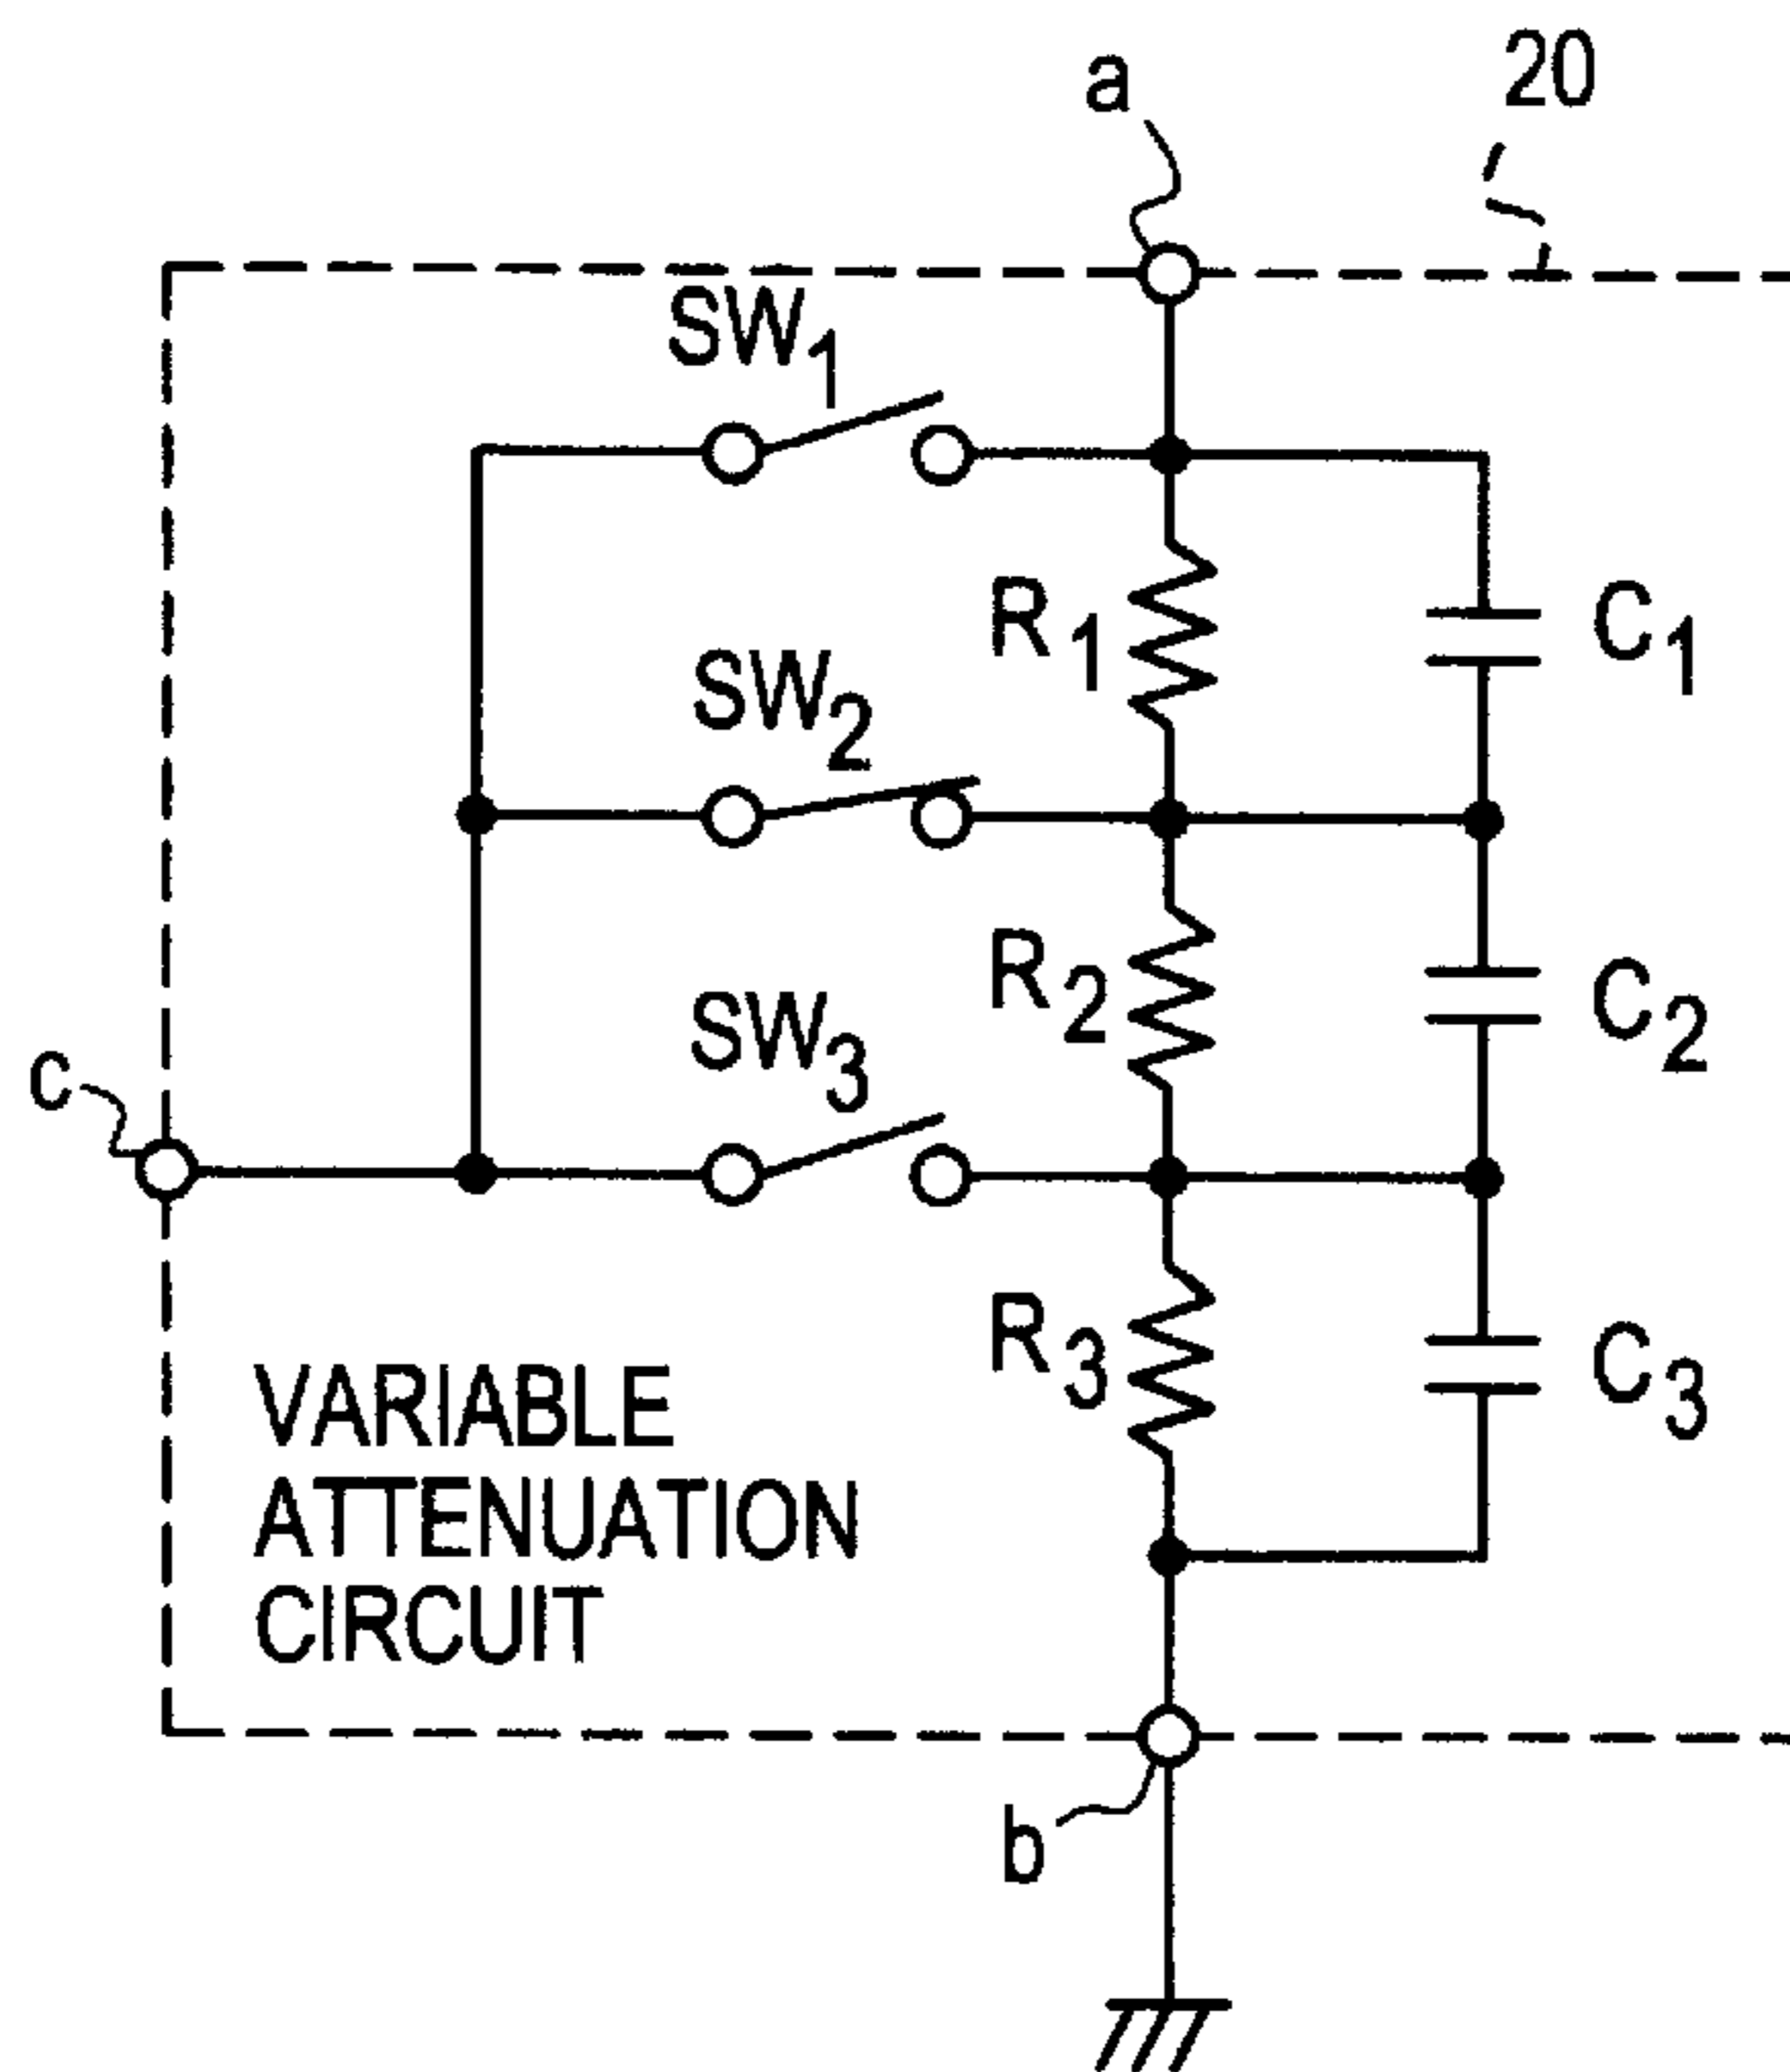 a
20
SW1
R1
C1
SW2
R2
C2
SW3
c
R3
C3
VARIABLE
ATTENUATION
CIRCUIT
b